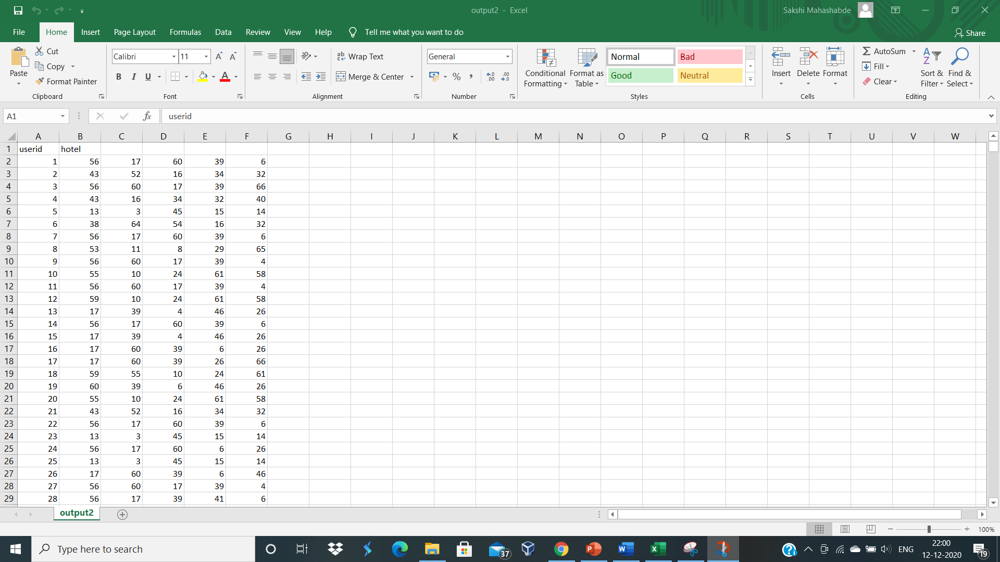 output2 - Excel
Sakshi Mahashabde
File Home Insert Page Layout Formulas Data Review View Help Tell me what you want to do Share
Paste
Cut
Copy
Format Painter
Clipboard
Calibri 11 A A
B I U A
Font
ab Wrap Text
Merge & Center
Alignment
General
% , .0 .00 .00 .0
Number
Conditional Formatting
Format as Table
Normal Bad
Good Neutral
Styles
Insert Delete Format
Cells
AutoSum
Fill
Clear
Sort & Filter
Find & Select
Editing
A1 fx userid
A B C D E F G H I J K L M N O P Q R S T U V W
1 userid hotel
2 1 56 17 60 39 6
3 2 43 52 16 34 32
4 3 56 60 17 39 66
5 4 43 16 34 32 40
6 5 13 3 45 15 14
7 6 38 64 54 16 32
8 7 56 17 60 39 6
9 8 53 11 8 29 65
10 9 56 60 17 39 4
11 10 55 10 24 61 58
12 11 56 60 17 39 4
13 12 59 10 24 61 58
14 13 17 39 4 46 26
15 14 56 17 60 39 6
16 15 17 39 4 46 26
17 16 17 60 39 6 26
18 17 17 60 39 26 66
19 18 59 55 10 24 61
20 19 60 39 6 46 26
21 20 55 10 24 61 58
22 21 43 52 16 34 32
23 22 56 17 60 39 6
24 23 13 3 45 15 14
25 24 56 17 60 6 26
26 25 13 3 45 15 14
27 26 17 60 39 6 46
28 27 56 60 17 39 4
29 28 56 17 39 41 6
output2
100%
Type here to search
37
ENG
22:00
12-12-2020
19